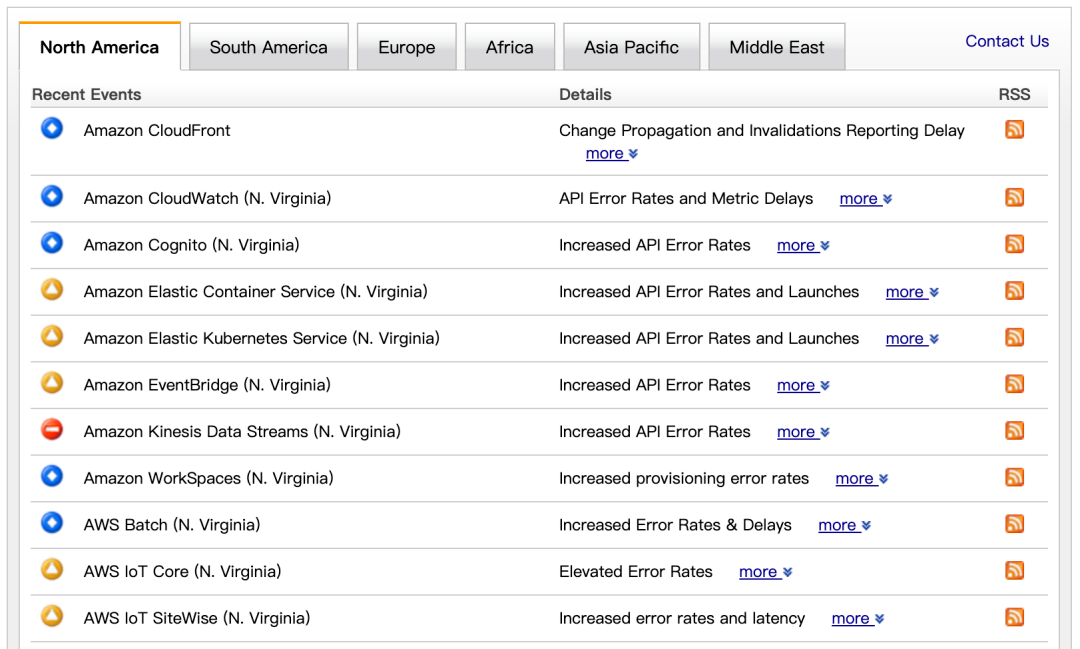 North America South America Europe Africa Asia Pacific Middle East Contact Us
Recent Events Details RSS
Amazon CloudFront Change Propagation and Invalidations Reporting Delay
more
Amazon CloudWatch (N. Virginia) API Error Rates and Metric Delays more
Amazon Cognito (N. Virginia) Increased API Error Rates more
Amazon Elastic Container Service (N. Virginia) Increased API Error Rates and Launches more
Amazon Elastic Kubernetes Service (N. Virginia) Increased API Error Rates and Launches more
Amazon EventBridge (N. Virginia) Increased API Error Rates more
Amazon Kinesis Data Streams (N. Virginia) Increased API Error Rates more
Amazon WorkSpaces (N. Virginia) Increased provisioning error rates more
AWS Batch (N. Virginia) Increased Error Rates & Delays more
AWS IoT Core (N. Virginia) Elevated Error Rates more
AWS IoT SiteWise (N. Virginia) Increased error rates and latency more